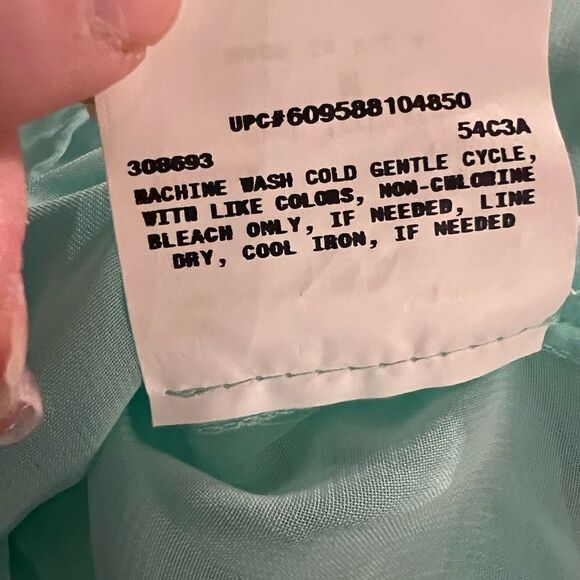 UPC#609588104850
54C3A
308693
MACHINE WASH COLD GENTLE CYCLE,
WITH LIKE COLORS, NON-CHLORINE
BLEACH ONLY, IF NEEDED, LINE
DRY, COOL IRON, IF NEEDED